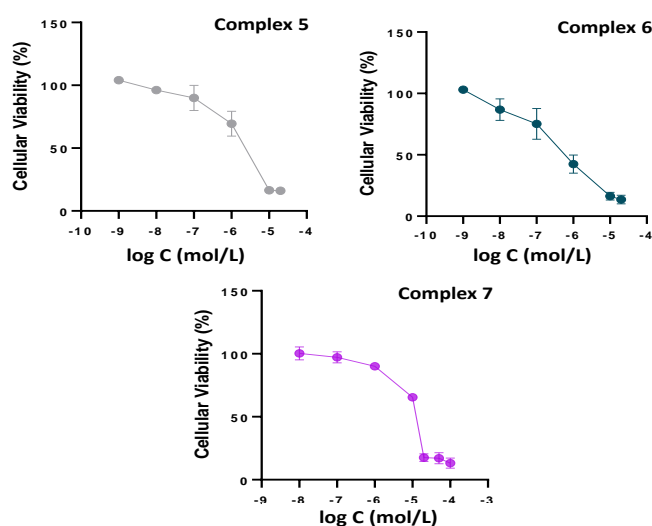 Complex 5
Cellular Viability (%)
150
100
50
0
-10 -9 -8 -7 -6 -5 -4
log C (mol/L)
Complex 6
Cellular Viability (%)
150
100
50
0
-10 -9 -8 -7 -6 -5 -4
log C (mol/L)
Complex 7
Cellular Viability (%)
150
100
50
0
-9 -8 -7 -6 -5 -4 -3
log C (mol/L)